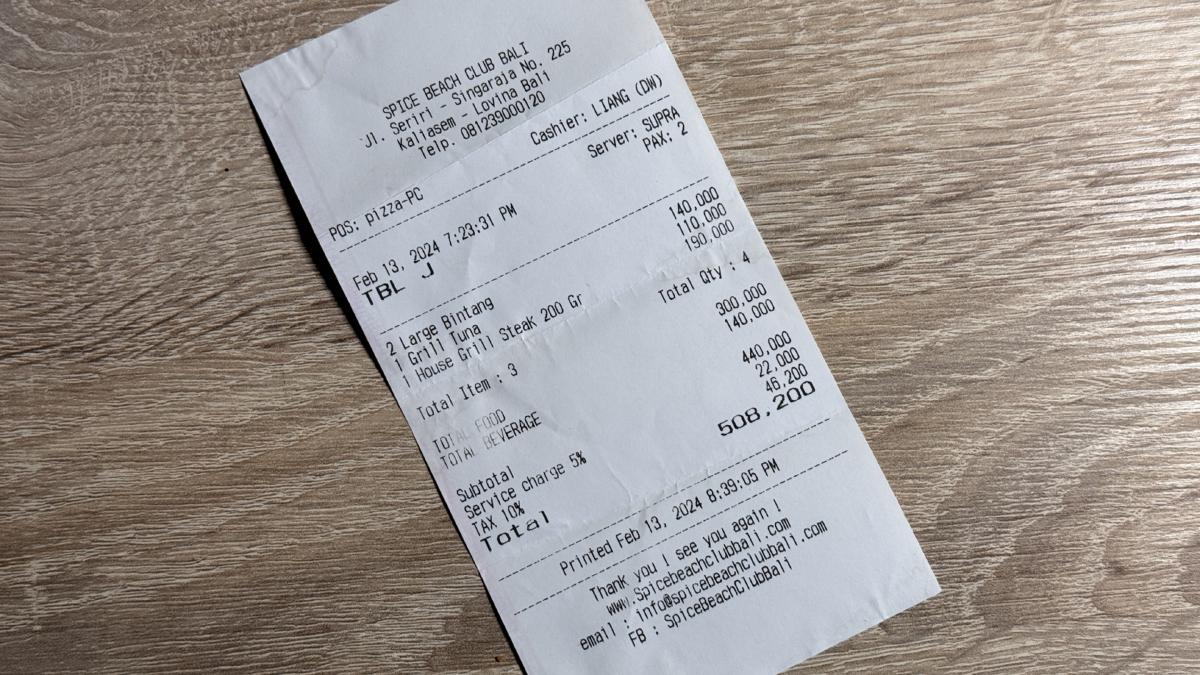 SPICE BEACH CLUB BALI
Jl. Seriri - Singaraja No. 225
Kaliasem - Lovina Bali
Telp. 081239000120
POS: pizza-PC Cashier: LIANG (DW)
Feb 13, 2024 7:23:31 PM Server: SUPRA
TBL J PAX: 2
2 Large Bintang 140,000
1 Grill Tuna 110,000
1 House Grill Steak 200 Gr 190,000
Total Item : 3 Total Qty : 4
TOTAL FOOD 300,000
TOTAL BEVERAGE 140,000
Subtotal 440,000
Service charge 5% 22,000
TAX 10% 46,200
Total 508,200
Printed Feb 13, 2024 8:39:05 PM
Thank you I see you again !
www.Spicebeachclubbali.com
email : info@spicebeachclubbali.com
FB : SpiceBeachClubBali